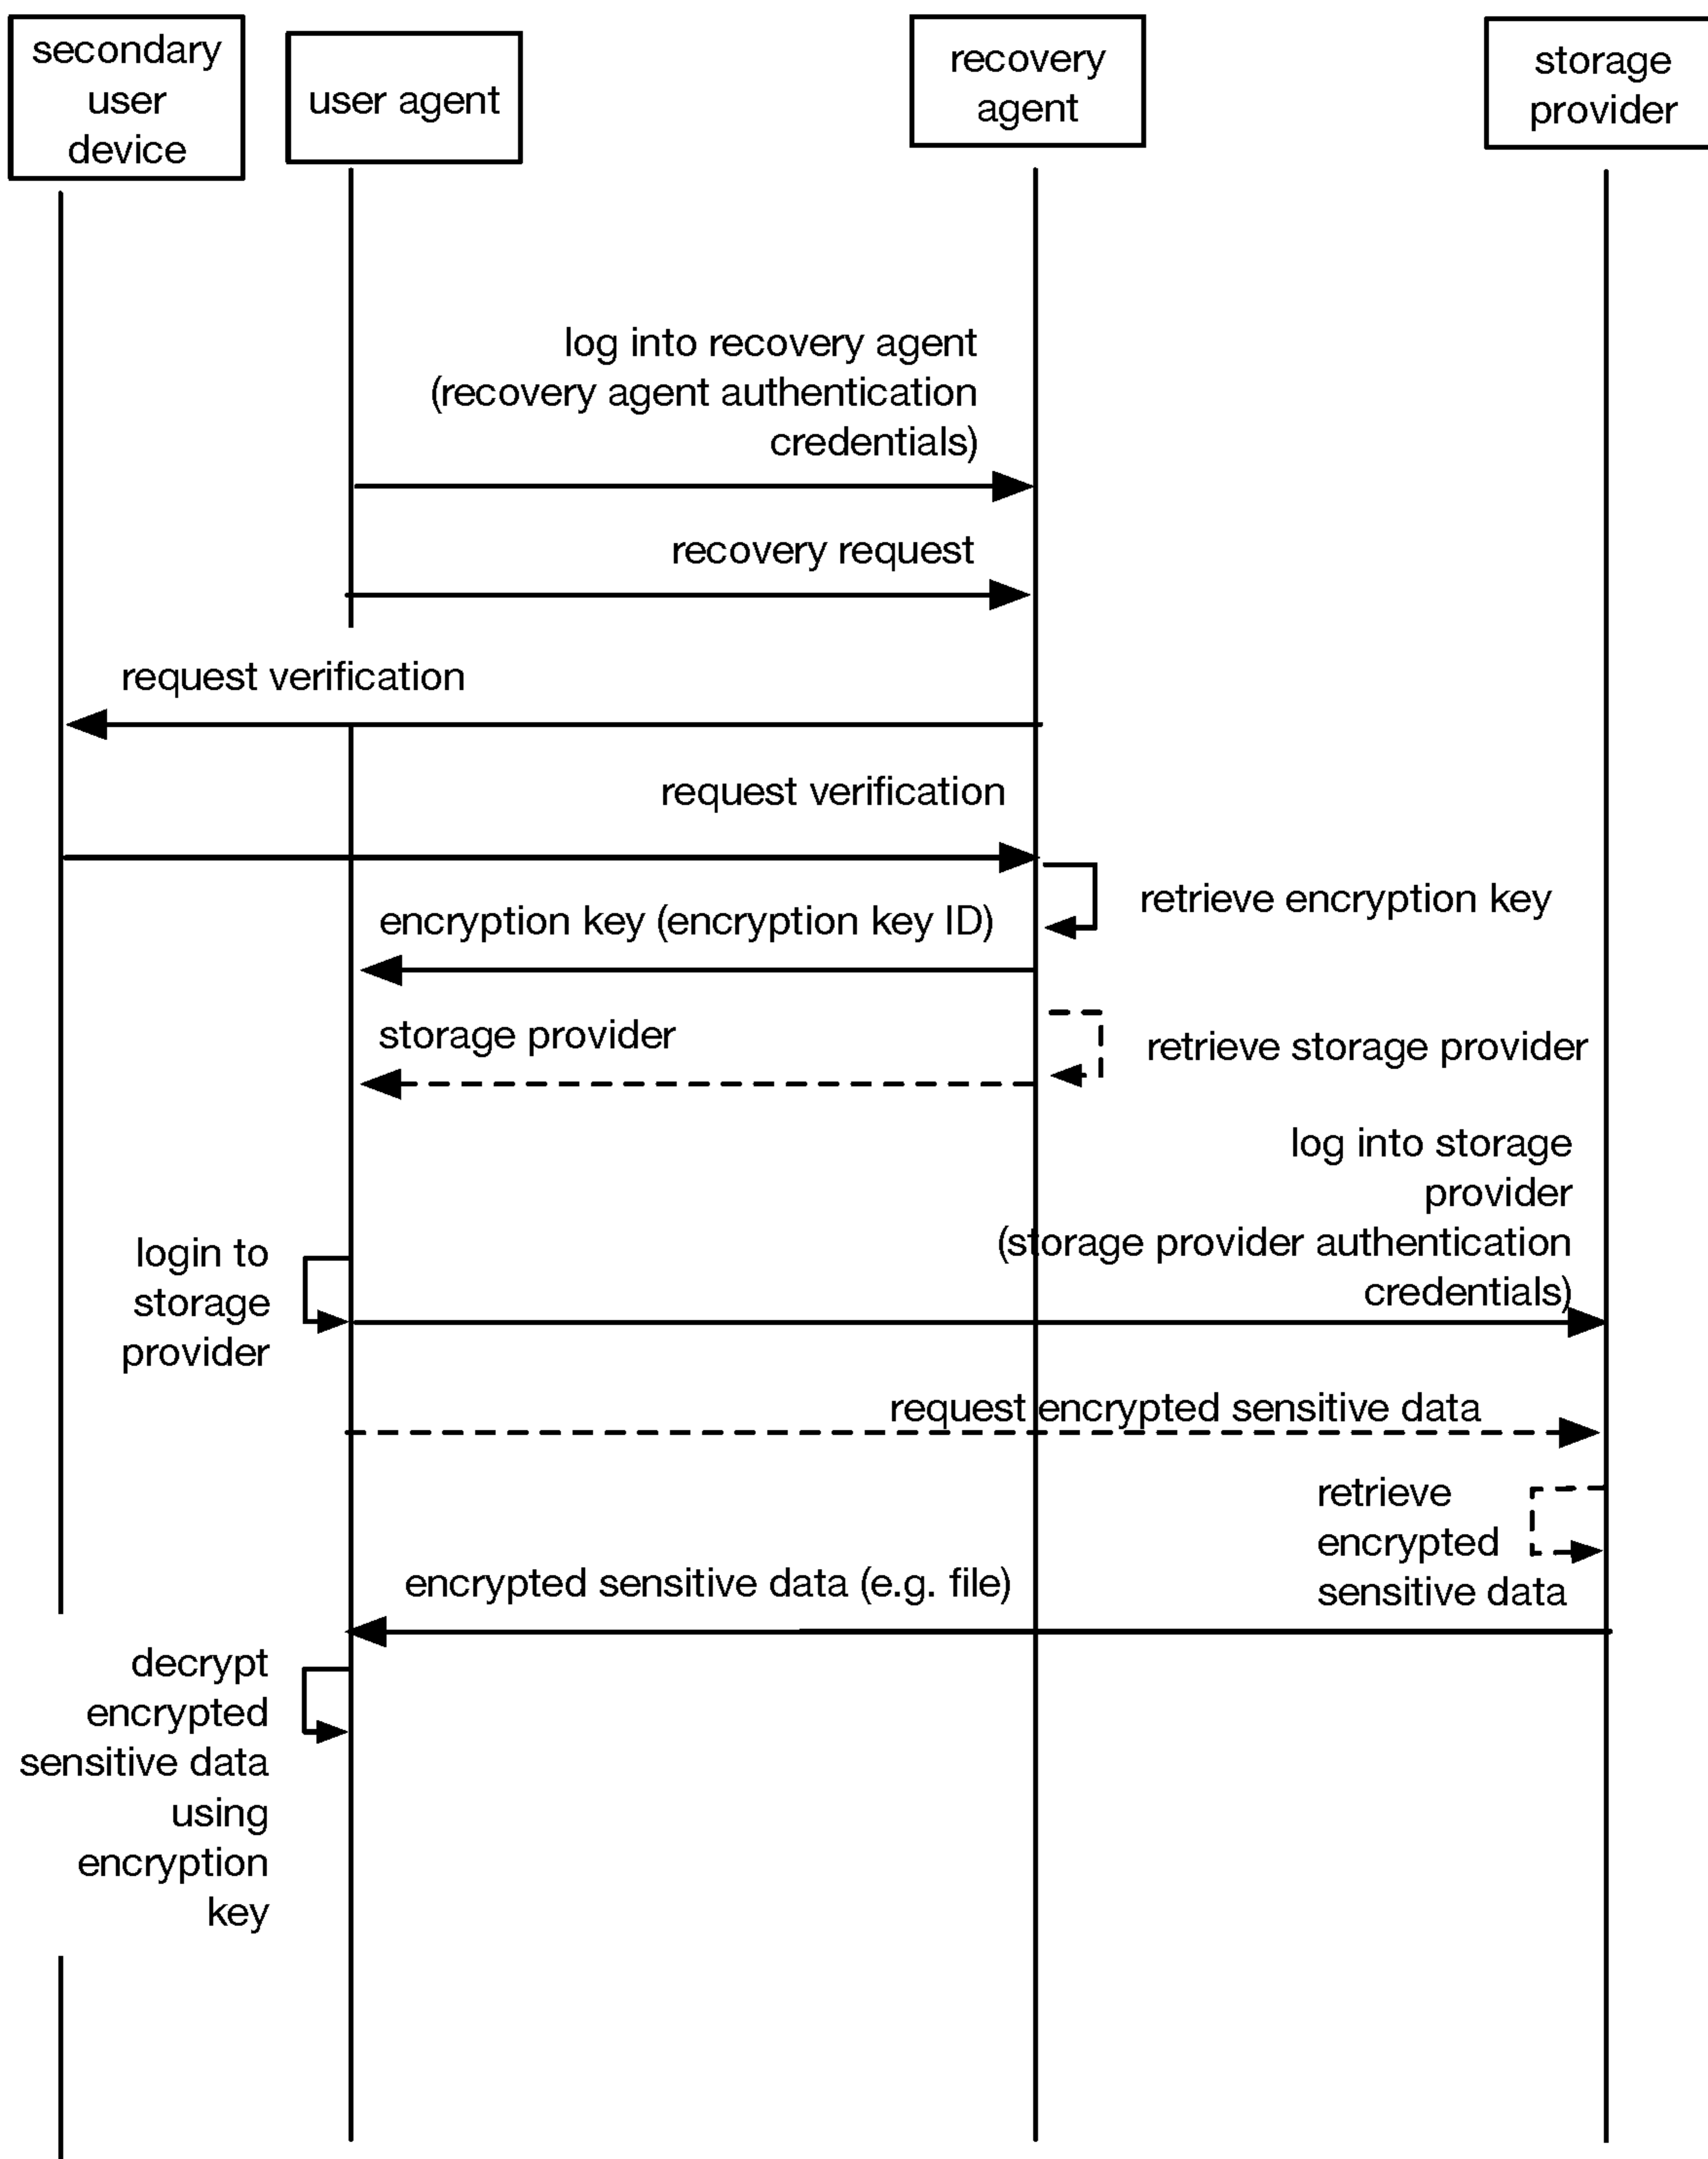 secondary
user
device
user agent
recovery
agent
storage
provider
log into recovery agent
(recovery agent authentication
credentials)
recovery request
request verification
request verification
retrieve encryption key
encryption key (encryption key ID)
storage provider
retrieve storage provider
log into storage
provider
(storage provider authentication
credentials)
login to
storage
provider
request encrypted sensitive data
retrieve
encrypted
sensitive data
encrypted sensitive data (e.g. file)
decrypt
encrypted
sensitive data
using
encryption
key